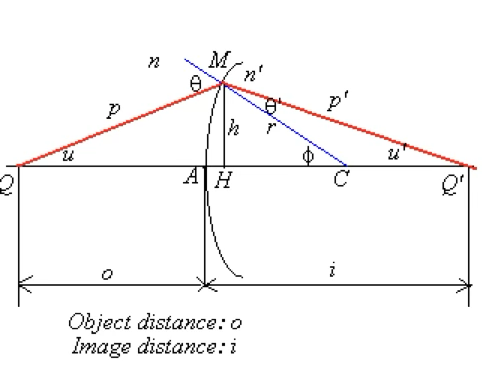 n
M
n'
θ
θ'
p'
p
r
h
u
ϕ
u'
Q
A
H
C
Q'
o
i
Object distance: o
Image distance: i